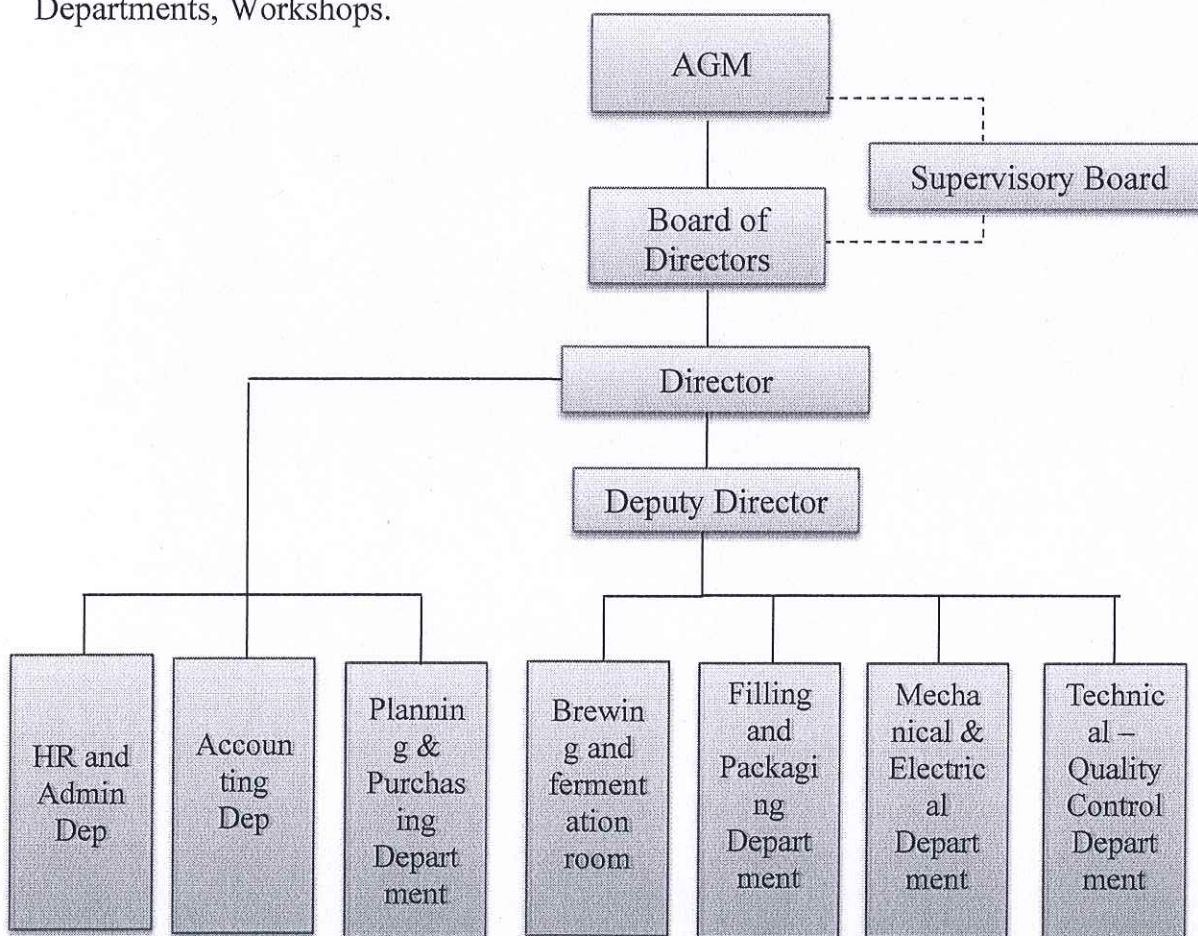 Departments, Workshops.
AGM
Supervisory Board
Board of
Directors
Director
Deputy Director
HR and
Admin
Dep
Accoun
ting
Dep
Plannin
g &
Purchas
ing
Depart
ment
Brewin
g and
ferment
ation
room
Filling
and
Packagi
ng
Depart
ment
Mecha
nical &
Electric
al
Depart
ment
Technic
al –
Quality
Control
Depart
ment